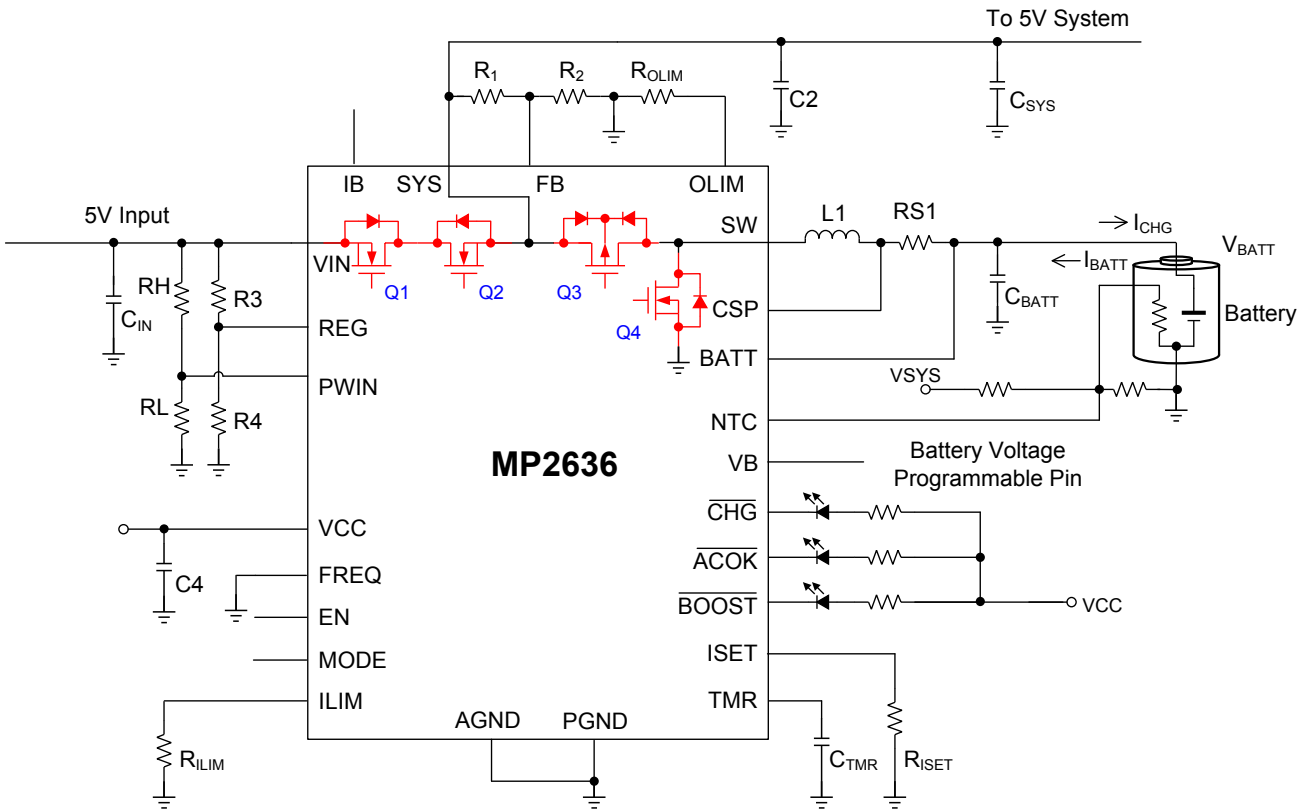 To 5V System
R1
R2
ROLIM
C2
CSYS
IB
SYS
FB
OLIM
5V Input
SW
L1
RS1
ICHG
IBATT
VBATT
VIN
Q1
Q2
Q3
Q4
RH
R3
CIN
REG
CSP
CBATT
Battery
PWIN
BATT
VSYS
RL
R4
NTC
MP2636
VB
Battery Voltage
Programmable Pin
VCC
CHG
C4
ACOK
FREQ
BOOST
VCC
EN
MODE
ISET
ILIM
TMR
AGND
PGND
RILIM
CTMR
RISET